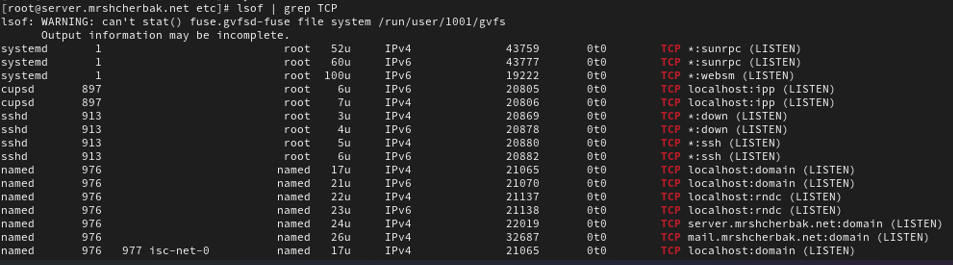 [root@server.mrshcherbak.net etc]# lsof | grep TCP
lsof: WARNING: can't stat() fuse.gvfsd-fuse file system /run/user/1001/gvfs
      Output information may be incomplete.
systemd 1 root 52u IPv4 43759 0t0 TCP *:sunrpc (LISTEN)
systemd 1 root 60u IPv6 43777 0t0 TCP *:sunrpc (LISTEN)
systemd 1 root 100u IPv6 19222 0t0 TCP *:websm (LISTEN)
cupsd 897 root 6u IPv6 20805 0t0 TCP localhost:ipp (LISTEN)
cupsd 897 root 7u IPv4 20806 0t0 TCP localhost:ipp (LISTEN)
sshd 913 root 3u IPv4 20869 0t0 TCP *:down (LISTEN)
sshd 913 root 4u IPv6 20878 0t0 TCP *:down (LISTEN)
sshd 913 root 5u IPv4 20880 0t0 TCP *:ssh (LISTEN)
sshd 913 root 6u IPv6 20882 0t0 TCP *:ssh (LISTEN)
named 976 named 17u IPv4 21065 0t0 TCP localhost:domain (LISTEN)
named 976 named 21u IPv6 21070 0t0 TCP localhost:domain (LISTEN)
named 976 named 22u IPv4 21137 0t0 TCP localhost:rndc (LISTEN)
named 976 named 23u IPv6 21138 0t0 TCP localhost:rndc (LISTEN)
named 976 named 24u IPv4 22019 0t0 TCP server.mrshcherbak.net:domain (LISTEN)
named 976 named 26u IPv4 32687 0t0 TCP mail.mrshcherbak.net:domain (LISTEN)
named 976 977 isc-net-0 named 17u IPv4 21065 0t0 TCP localhost:domain (LISTEN)